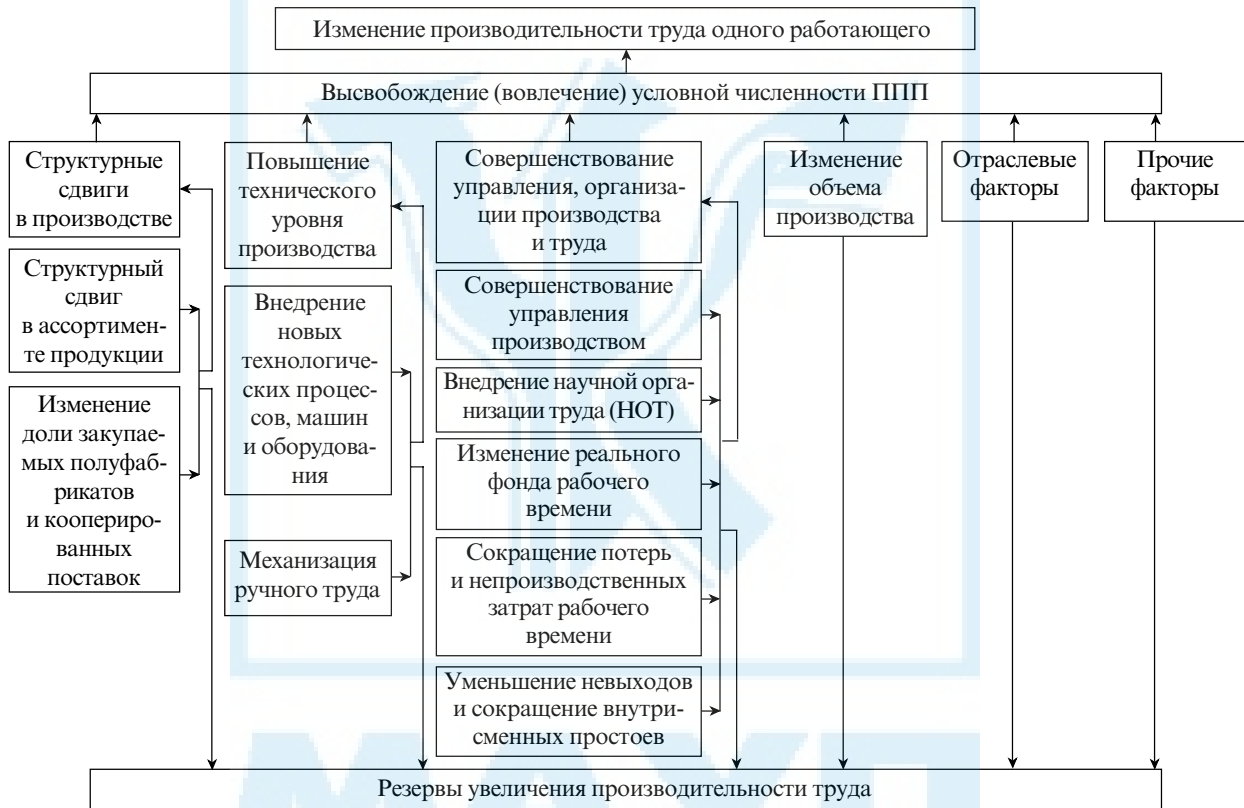 Изменение производительности труда одного работающего
Высвобождение (вовлечение) условной численности ППП
Структурные
сдвиги
в производстве
Структурный
сдвиг
в ассортимен-
те продукции
Изменение
доли закупае-
мых полуфаб-
рикатов
и коопериро-
ванных
поставок
Повышение
технического
уровня
производства
Внедрение
новых
технологиче-
ских процес-
сов, машин
и оборудова-
ния
Механизация
ручного труда
Совершенствование
управления, организа-
ции производства
и труда
Совершенствование
управления
производством
Внедрение научной орга-
низации труда (НОТ)
Изменение реального
фонда рабочего
времени
Сокращение потерь
и непроизводственных
затрат рабочего
времени
Уменьшение невыходов
и сокращение внутри-
сменных простоев
Изменение
объема
производства
Отраслевые
факторы
Прочие
факторы
Резервы увеличения производительности труда
МАУП